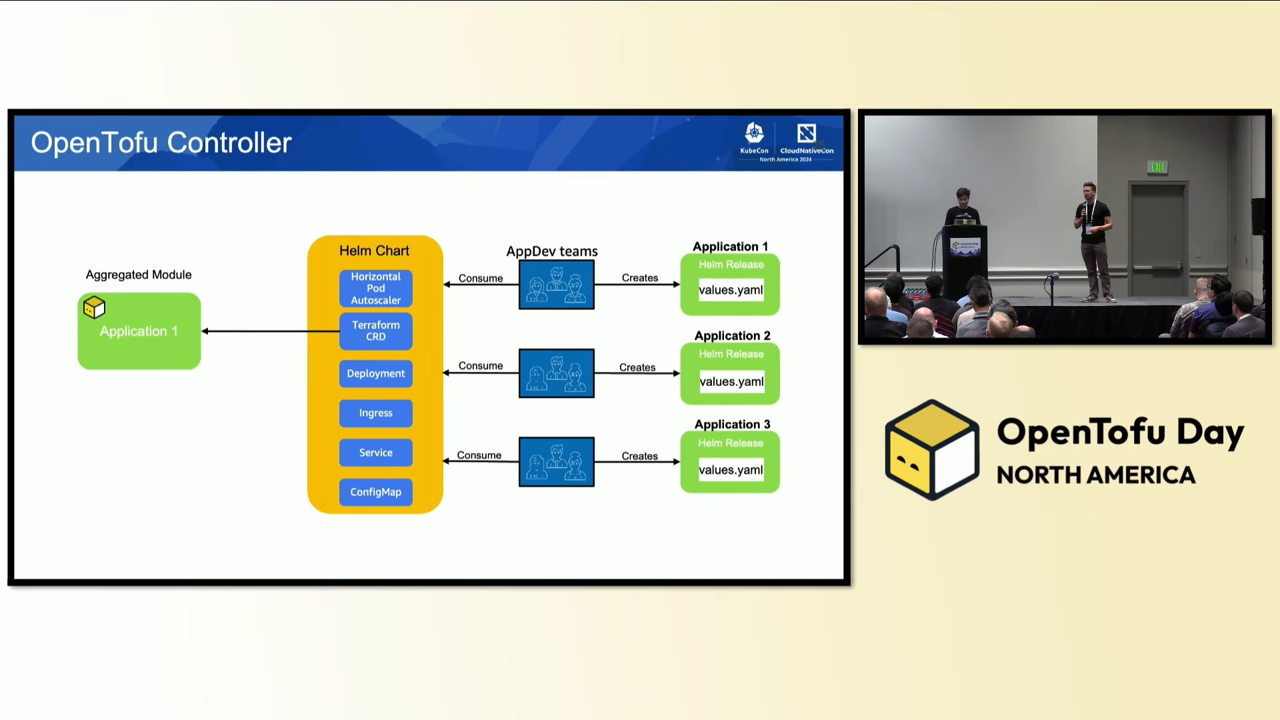 OpenTofu Controller
KubeCon
CloudNativeCon
North America 2024
Aggregated Module
Application 1
Helm Chart
Horizontal
Pod
Autoscaler
Terraform
CRD
Deployment
Ingress
Service
ConfigMap
AppDev teams
Consume
Creates
Application 1
Helm Release
values.yaml
Consume
Creates
Application 2
Helm Release
values.yaml
Consume
Creates
Application 3
Helm Release
values.yaml
EXIT
OpenTofu Day
NORTH AMERICA